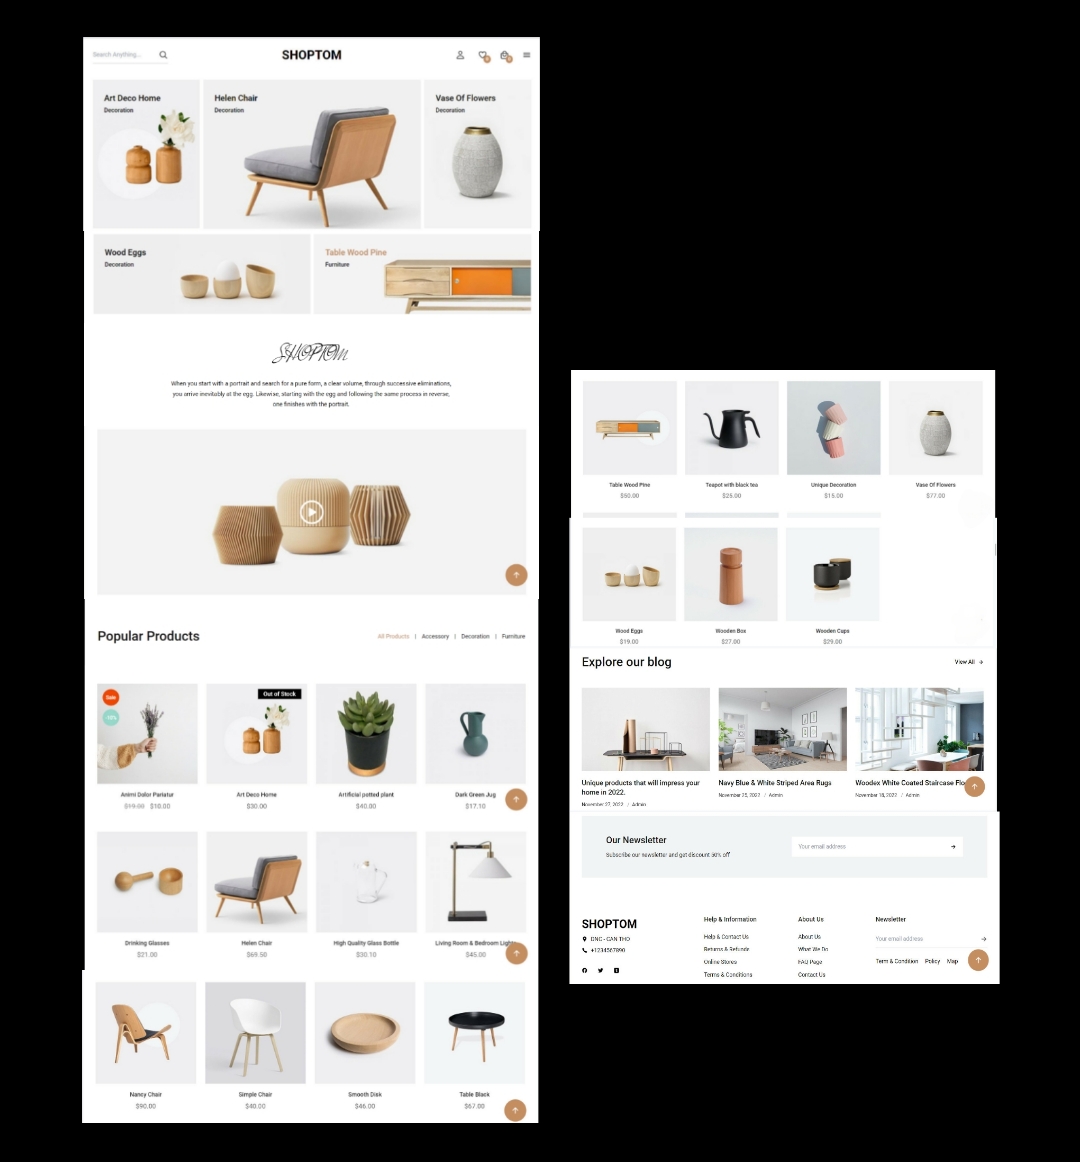 Search Anything...
SHOPTOM
Art Deco Home
Decoration
Helen Chair
Decoration
Vase Of Flowers
Decoration
Wood Eggs
Decoration
Table Wood Pine
Furniture
SHOPTOM
When you start with a portrait and search for a pure form, a clear volume, through successive eliminations,
you arrive inevitably at the egg. Likewise, starting with the egg and following the same process in reverse,
one finishes with the portrait.
Popular Products
All Products | Accessory | Decoration | Furniture
Sale
Out of Stock
Animi Dolor Pariatur
$19.00 $10.00
Art Deco Home
$30.00
Artificial potted plant
$40.00
Dark Green Jug
$17.10
Drinking Glasses
$21.00
Helen Chair
$69.50
High Quality Glass Bottle
$30.10
Living Room & Bedroom Lights
$45.00
Nancy Chair
$90.00
Simple Chair
$40.00
Smooth Disk
$46.00
Table Black
$67.00
Table Wood Pine
$50.00
Teapot with black tea
$25.00
Unique Decoration
$15.00
Vase Of Flowers
$77.00
Wood Eggs
$19.00
Wooden Box
$27.00
Wooden Cups
$29.00
Explore our blog
View All
Unique products that will impress your
home in 2022.
November 27, 2022 / Admin
Navy Blue & White Striped Area Rugs
November 25, 2022 / Admin
Woodex White Coated Staircase Flo
November 18, 2022 / Admin
Our Newsletter
Subscribe our newsletter and get discount 50% off
Your email address
SHOPTOM
DNC - CAN THO
+1234567890
Help & Information
Help & Contact Us
Returns & Refunds
Online Stores
Terms & Conditions
About Us
About Us
What We Do
FAQ Page
Contact Us
Newsletter
Your email address
Term & Condition Policy Map